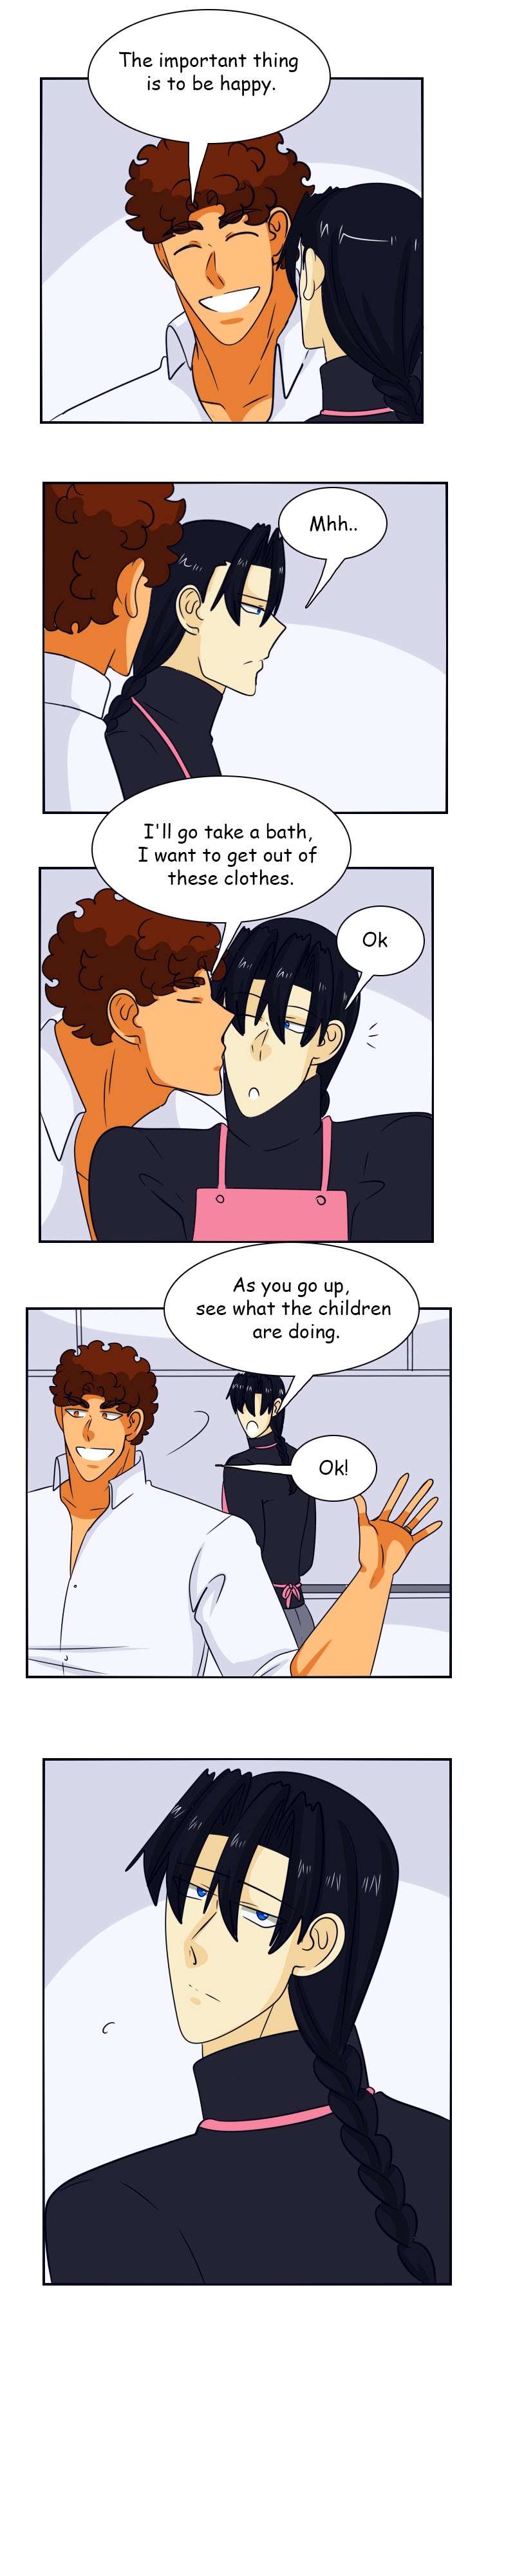 The important thing
is to be happy.
Mhh..
I'll go take a bath,
I want to get out of
these clothes.
Ok
As you go up,
see what the children
are doing.
Ok!